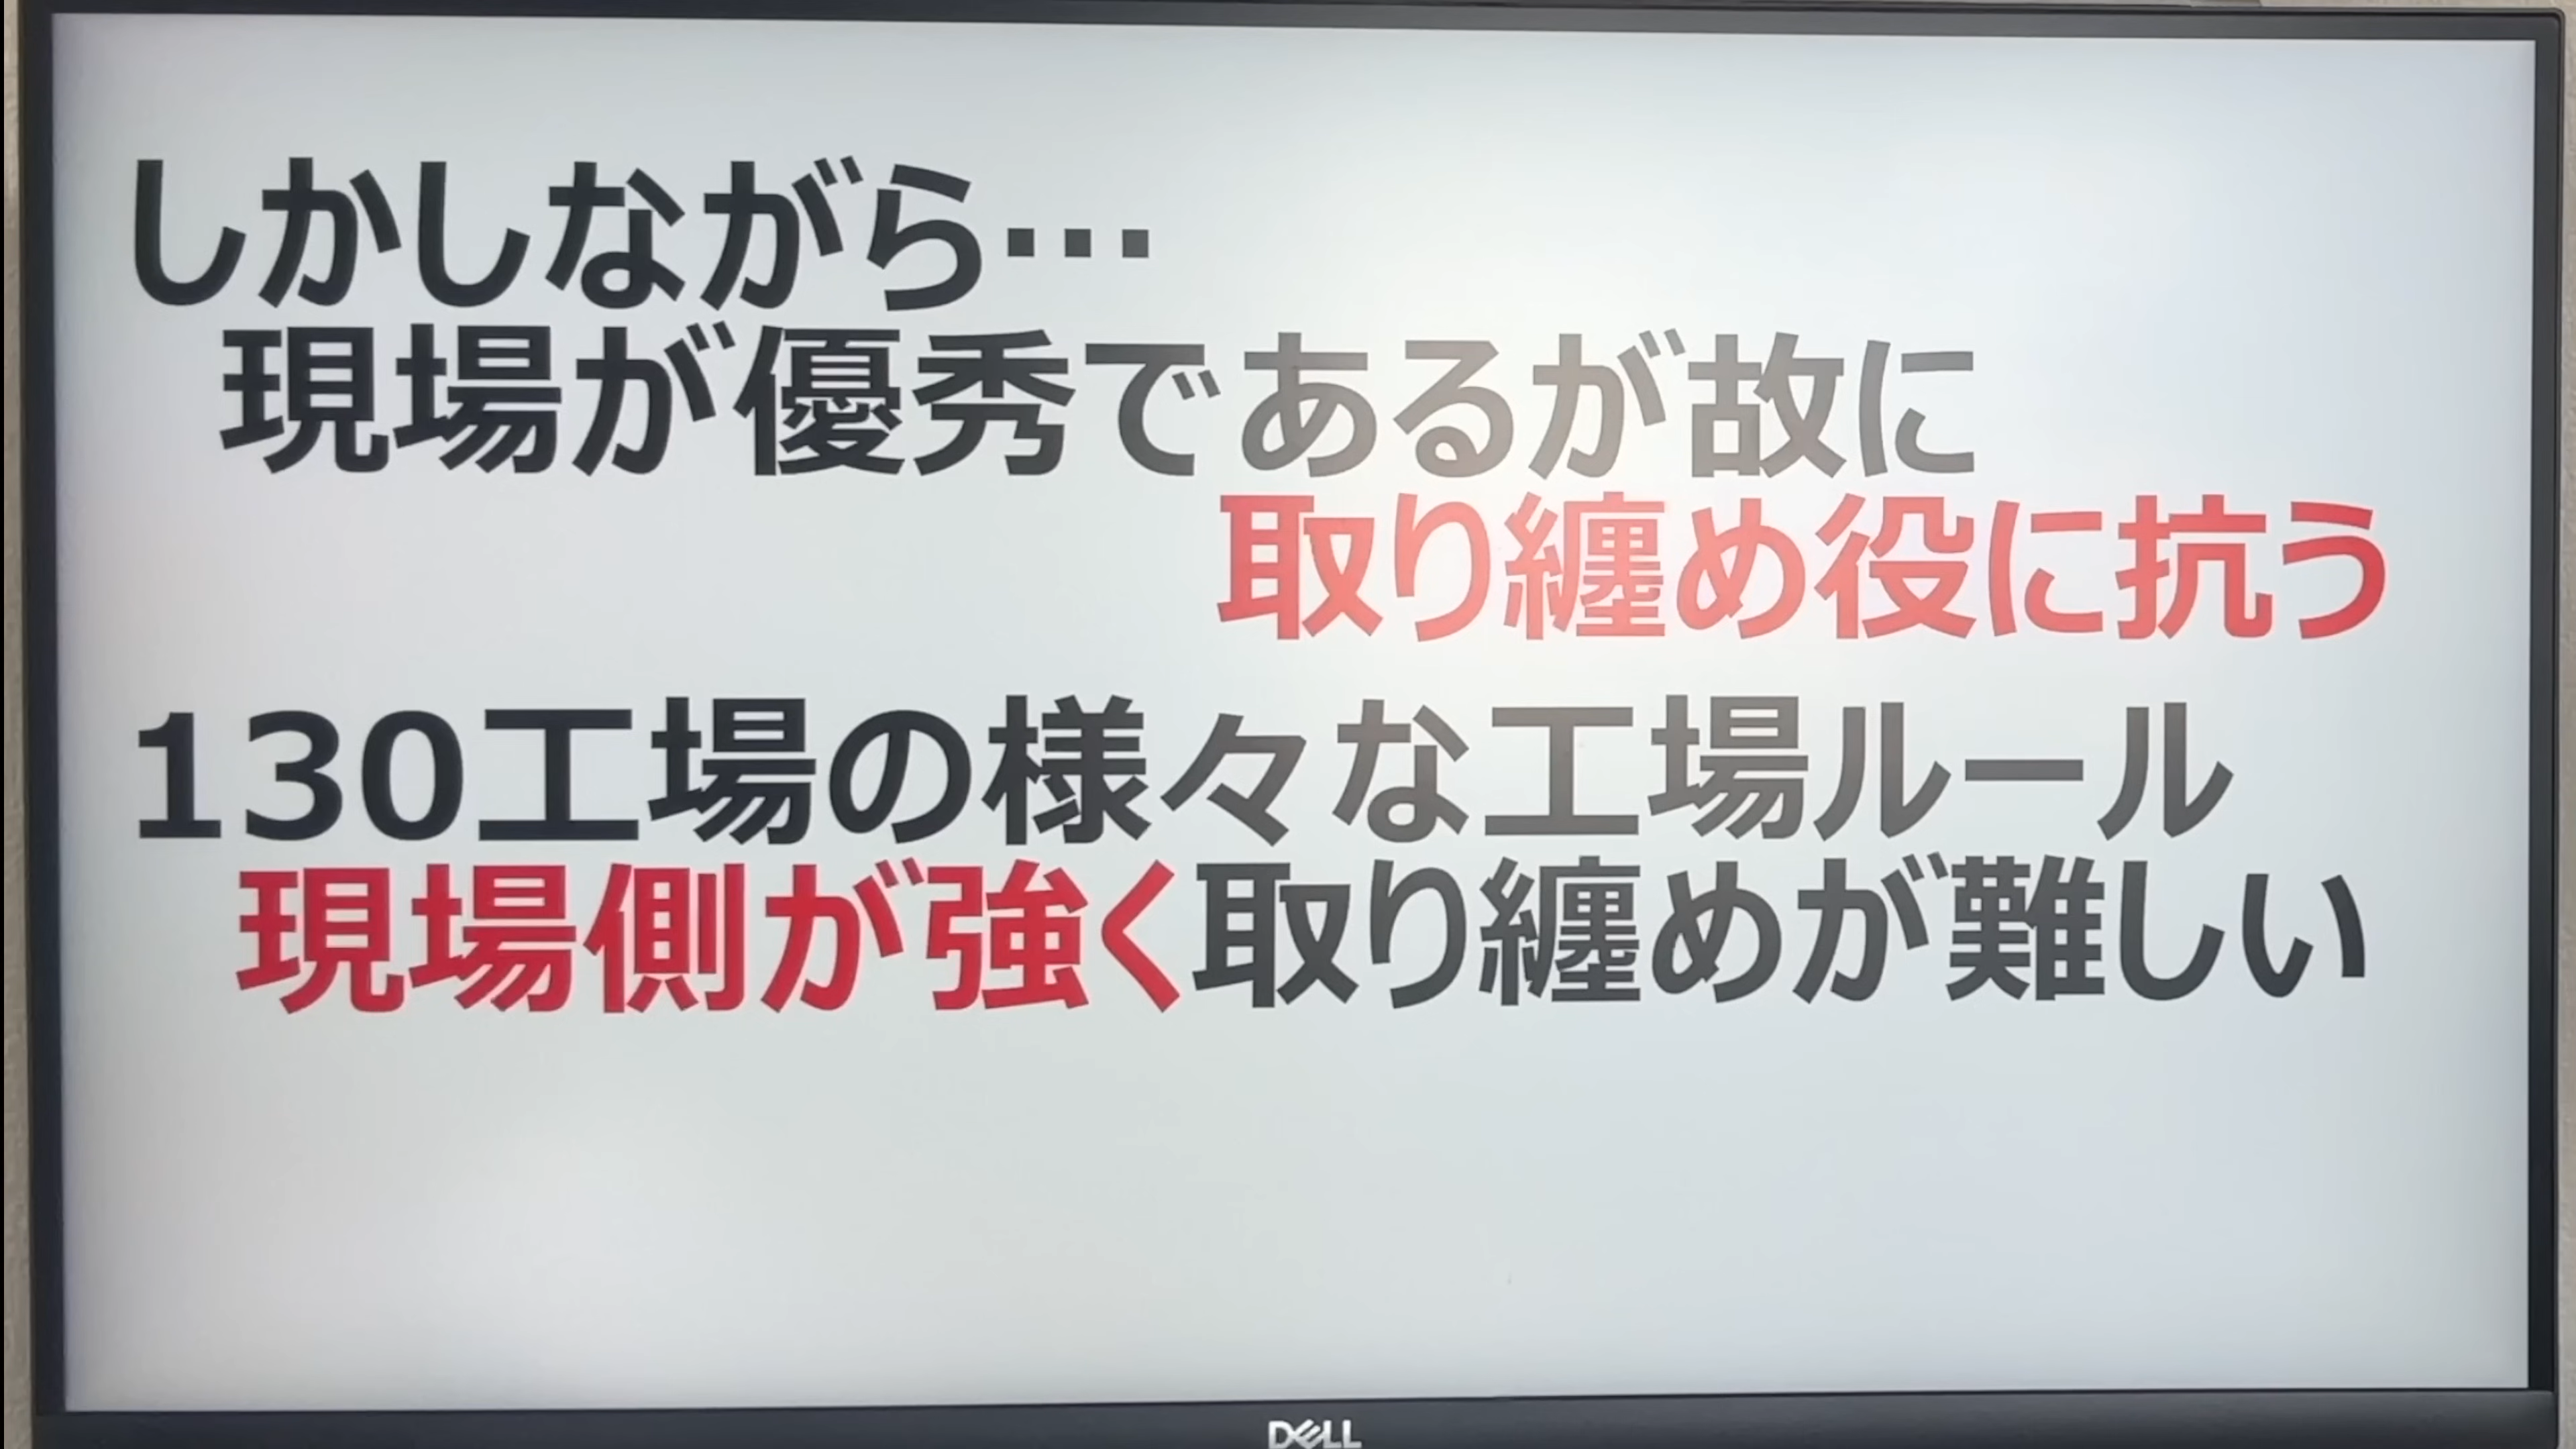 しかしながら…
現場が優秀であるが故に
取り纏め役に抗う
130工場の様々な工場ルール
現場側が強く取り纏めが難しい
DELL